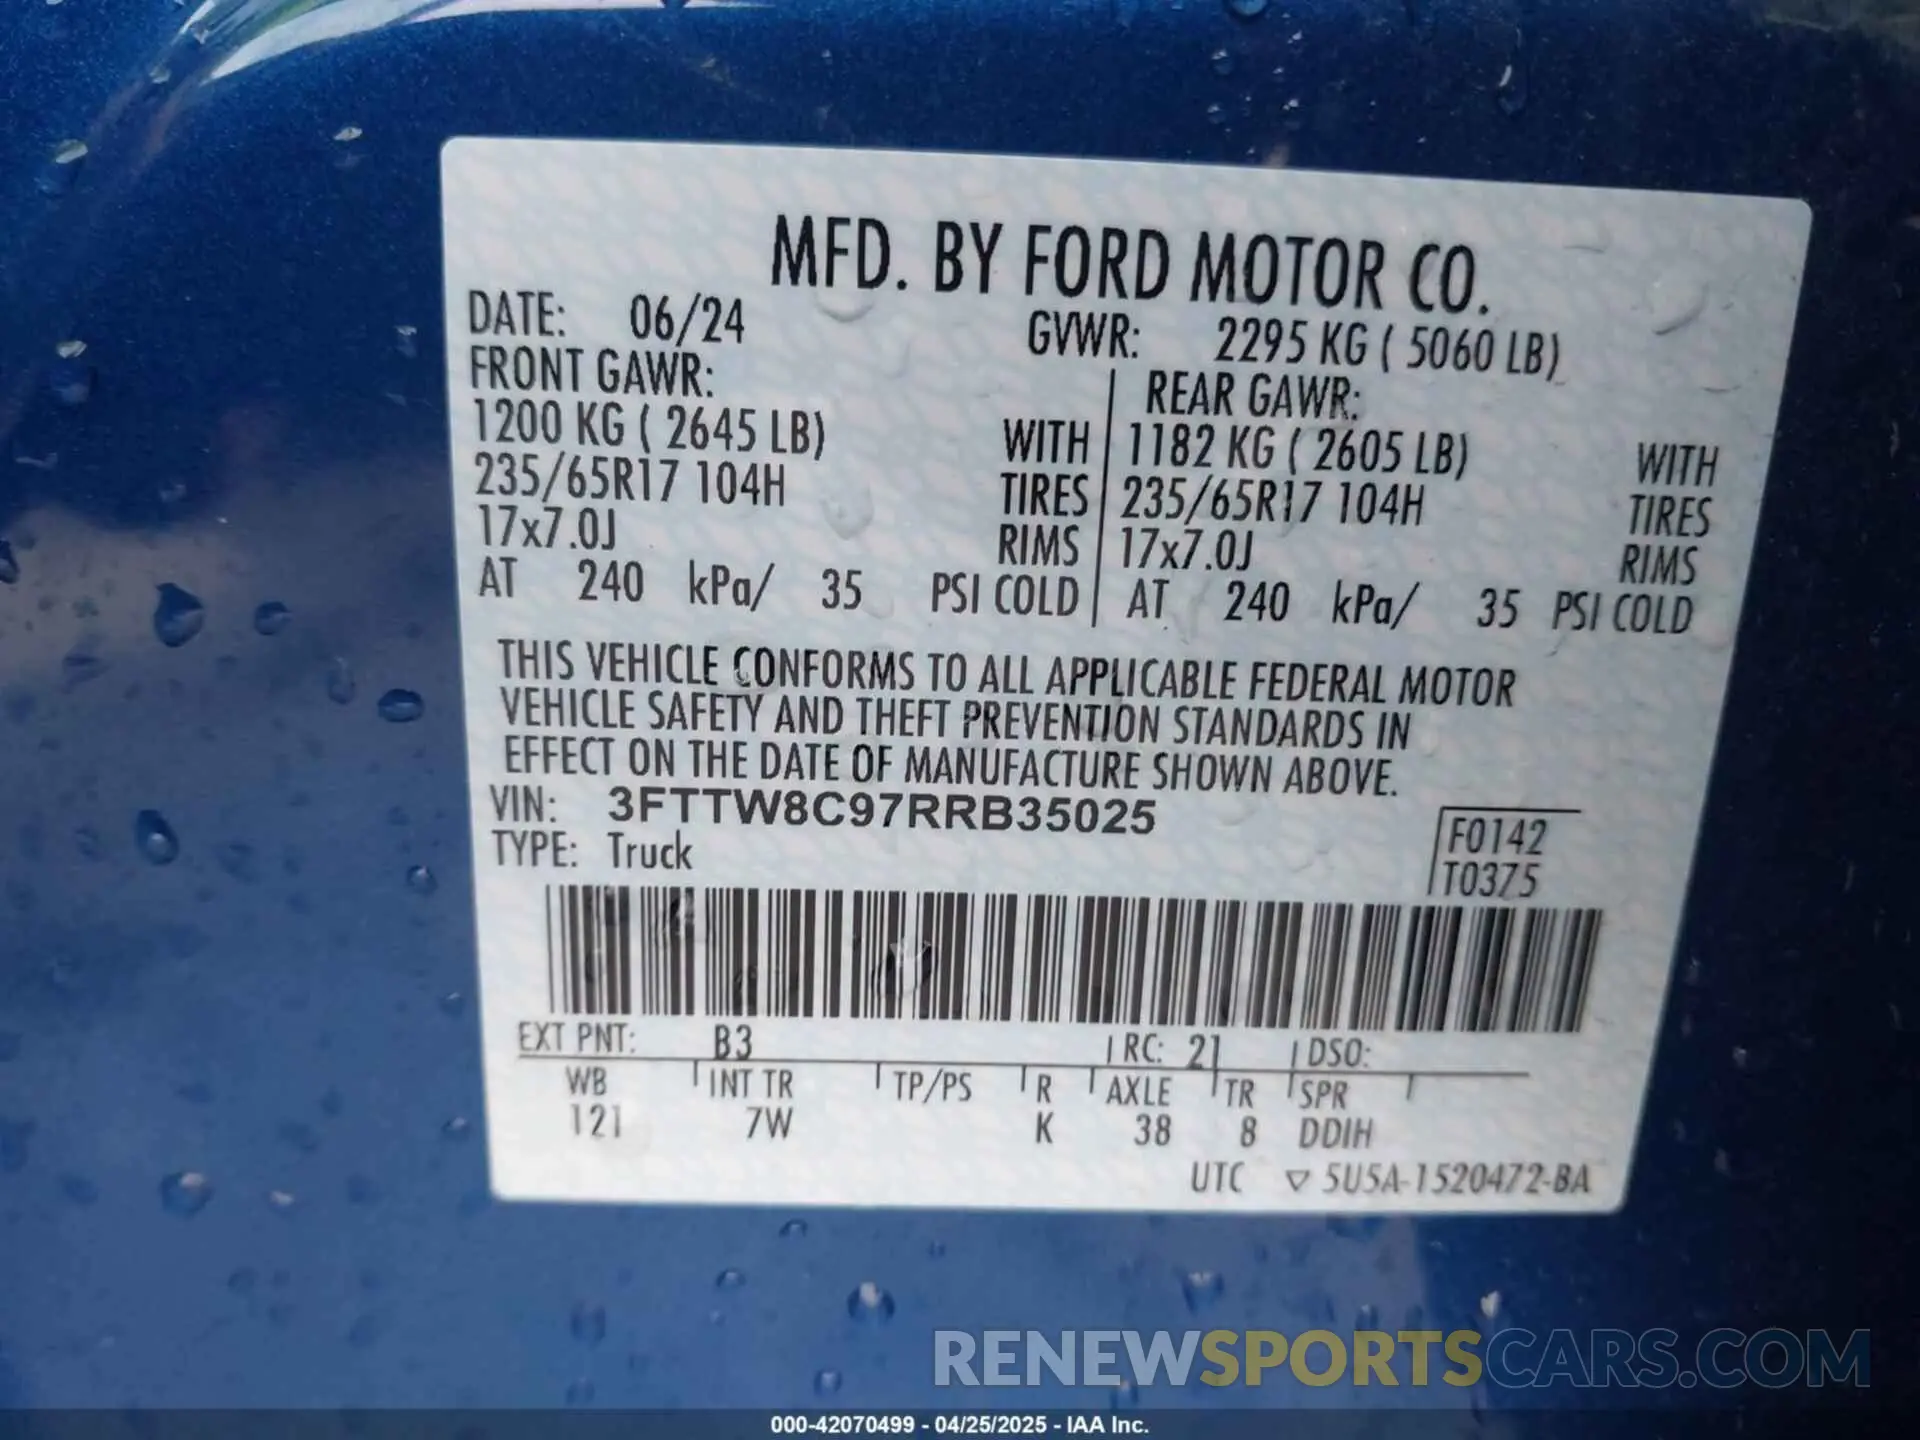 MFD. BY FORD MOTOR CO.
DATE: 06/24 GVWR: 2295 KG ( 5060 LB)
FRONT GAWR: REAR GAWR:
1200 KG ( 2645 LB) WITH 1182 KG ( 2605 LB) WITH
235/65R17 104H TIRES 235/65R17 104H TIRES
17x7.0J RIMS 17x7.0J RIMS
AT 240 kPa/ 35 PSI COLD AT 240 kPa/ 35 PSI COLD
THIS VEHICLE CONFORMS TO ALL APPLICABLE FEDERAL MOTOR
VEHICLE SAFETY AND THEFT PREVENTION STANDARDS IN
EFFECT ON THE DATE OF MANUFACTURE SHOWN ABOVE.
VIN: 3FTTW8C97RRB35025
TYPE: Truck
F0142
T0375
EXT PNT: B3 RC: 21 DSO:
WB INT TR TP/PS R AXLE TR SPR
121 7W K 38 8 DDIH
UTC ▽ 5U5A-1520472-BA
RENEWSPORTSCARS.COM
000-42070499 - 04/25/2025 - IAA Inc.